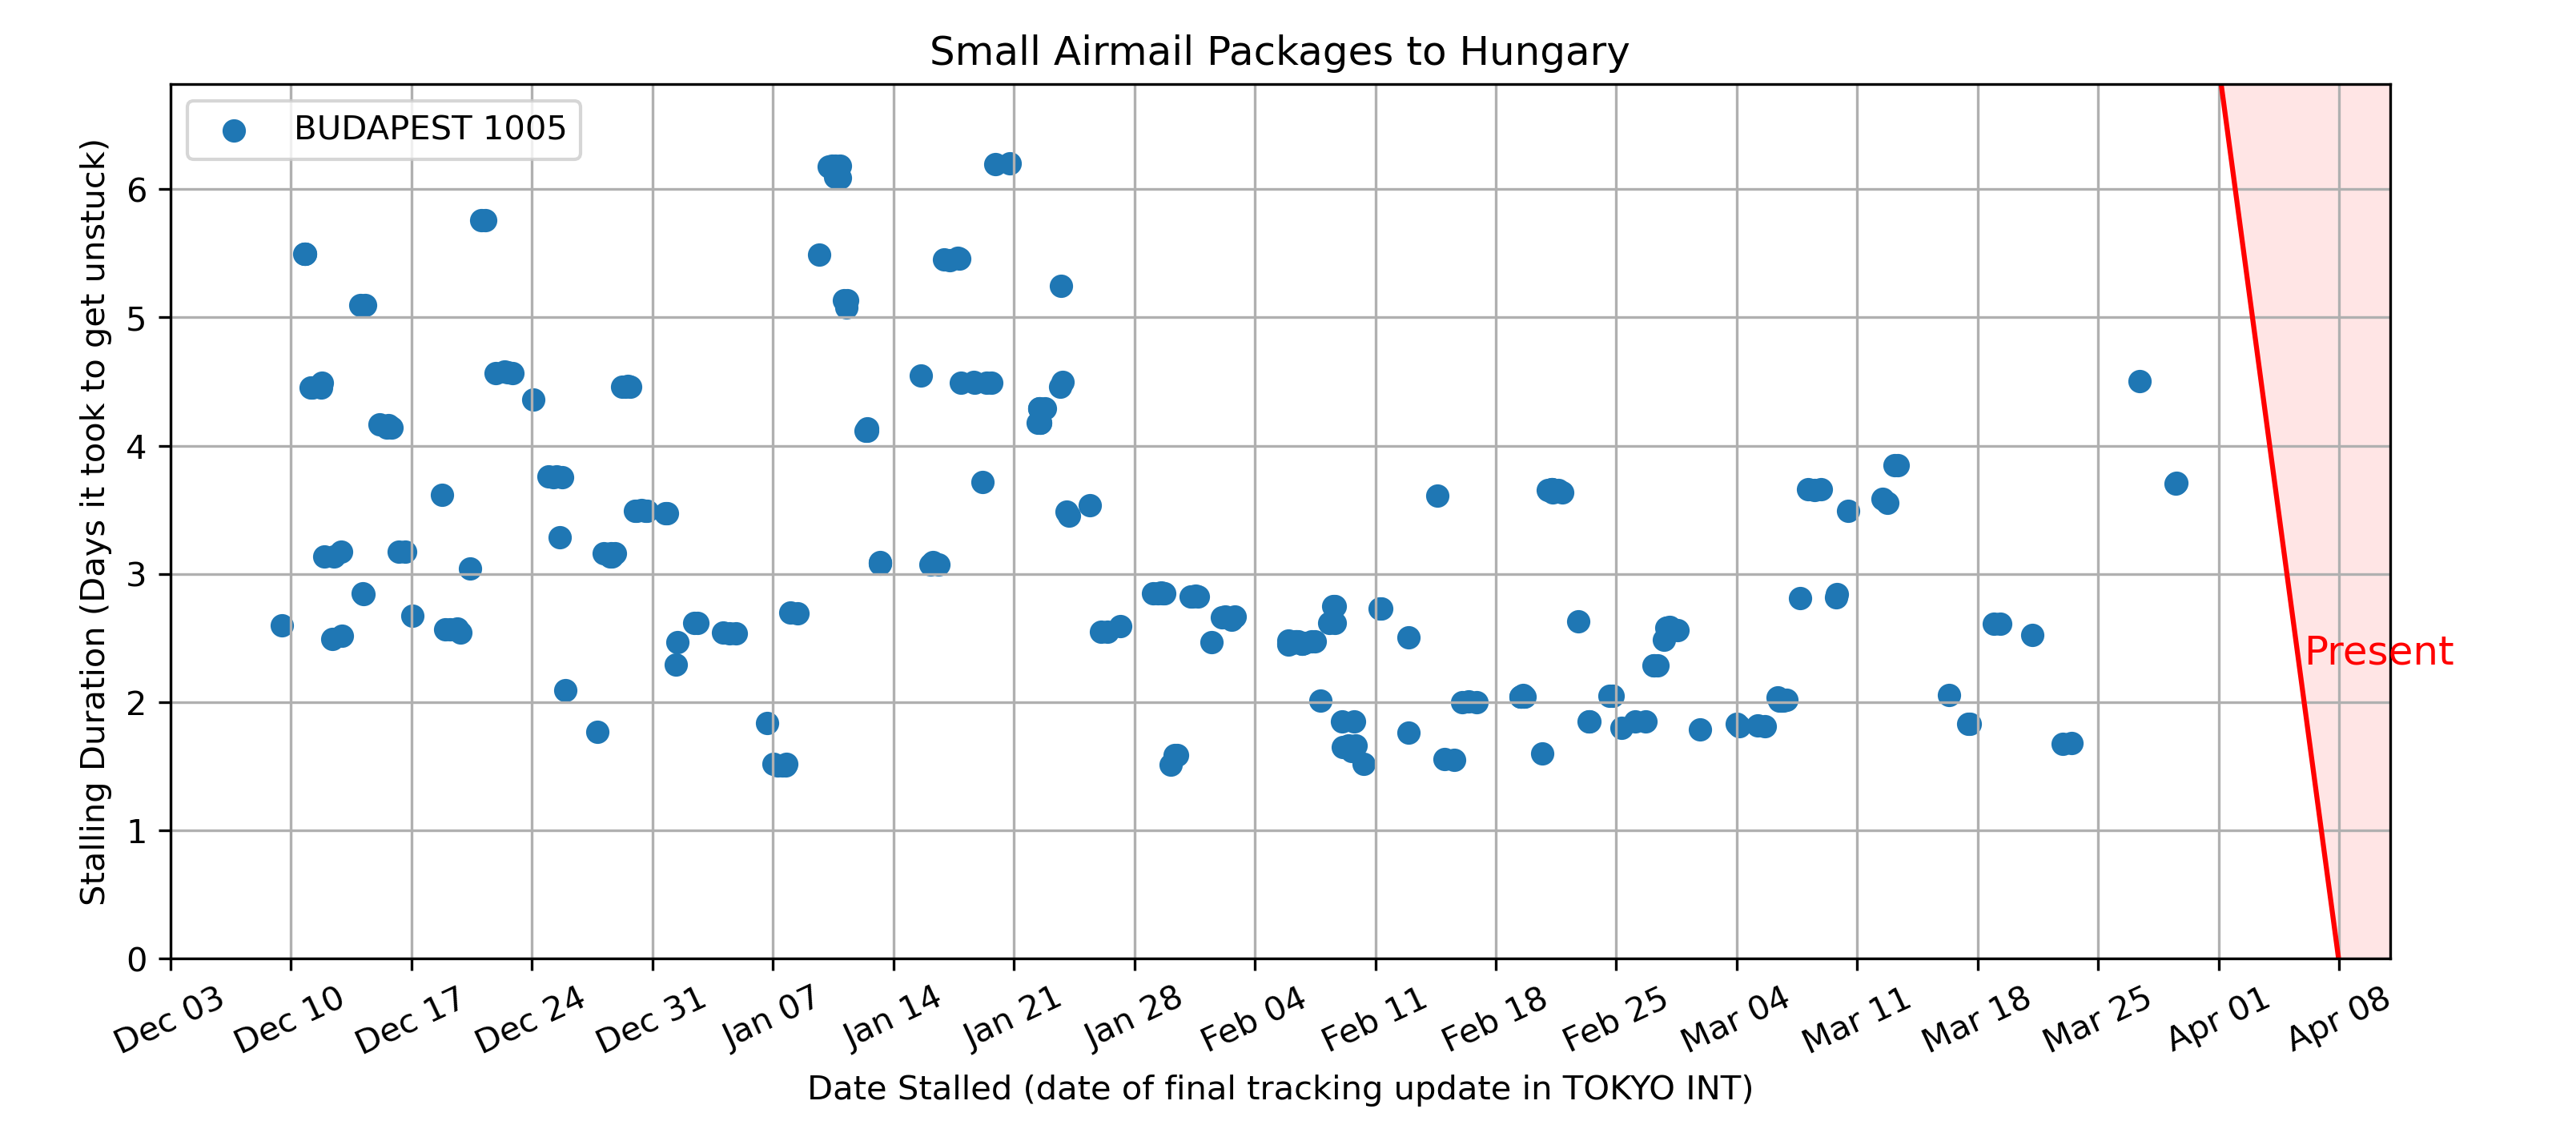 Small Airmail Packages to Hungary
BUDAPEST 1005
Stalling Duration (Days it took to get unstuck)
6
5
4
3
2
1
0
Present
Dec 03
Dec 10
Dec 17
Dec 24
Dec 31
Jan 07
Jan 14
Jan 21
Jan 28
Feb 04
Feb 11
Feb 18
Feb 25
Mar 04
Mar 11
Mar 18
Mar 25
Apr 01
Apr 08
Date Stalled (date of final tracking update in TOKYO INT)